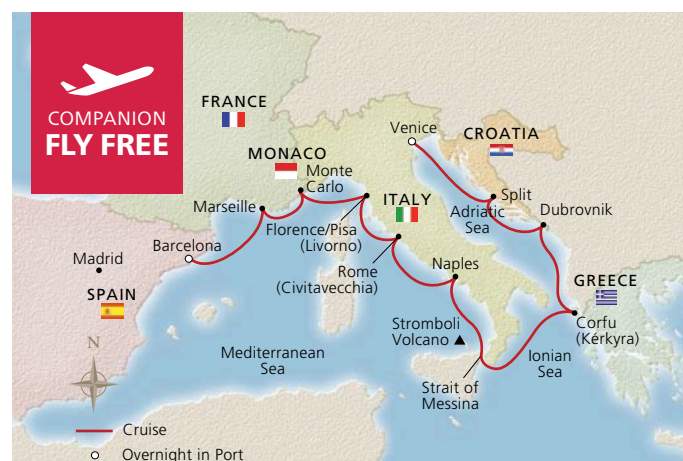 COMPANION
FLY FREE
FRANCE
Venice
CROATIA
MONACO
Monte
Carlo
ITALY
Split
Marseille
Adriatic
Sea
Dubrovnik
Florence/Pisa
(Livorno)
Barcelona
Madrid
Rome
(Civitavecchia)
Naples
SPAIN
GREECE
Corfu
(Kérkyra)
Stromboli
Volcano
N
Mediterranean
Sea
Ionian
Sea
Strait of
Messina
Cruise
Overnight in Port